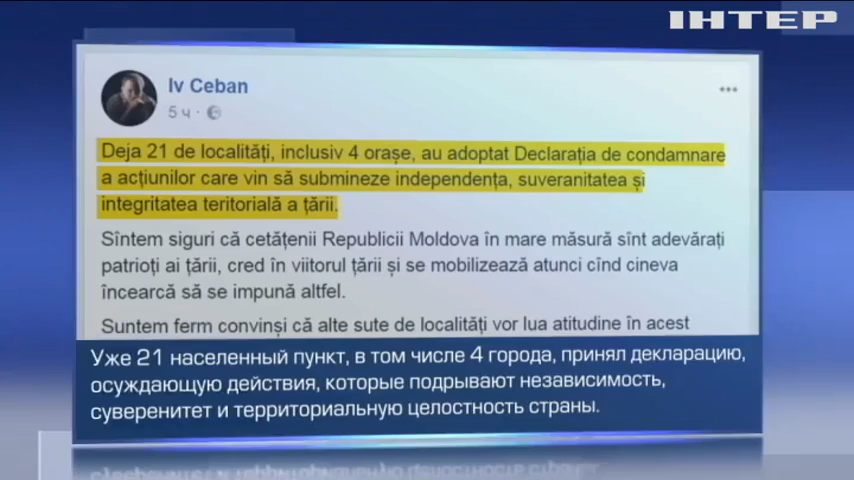 ІНТЕР
Iv Ceban
5 ч ·
Deja 21 de localități, inclusiv 4 orașe, au adoptat Declarația de condamnare
a acțiunilor care vin să submineze independența, suveranitatea și
integritatea teritorială a țării.
Sîntem siguri că cetățenii Republicii Moldova în mare măsură sînt adevărați
patrioți ai țării, cred în viitorul țării și se mobilizează atunci cînd cineva
încearcă să se impună altfel.
Suntem ferm convinși că alte sute de localități vor lua atitudine în acest
Уже 21 населенный пункт, в том числе 4 города, принял декларацию,
осуждающую действия, которые подрывают независимость,
суверенитет и территориальную целостность страны.